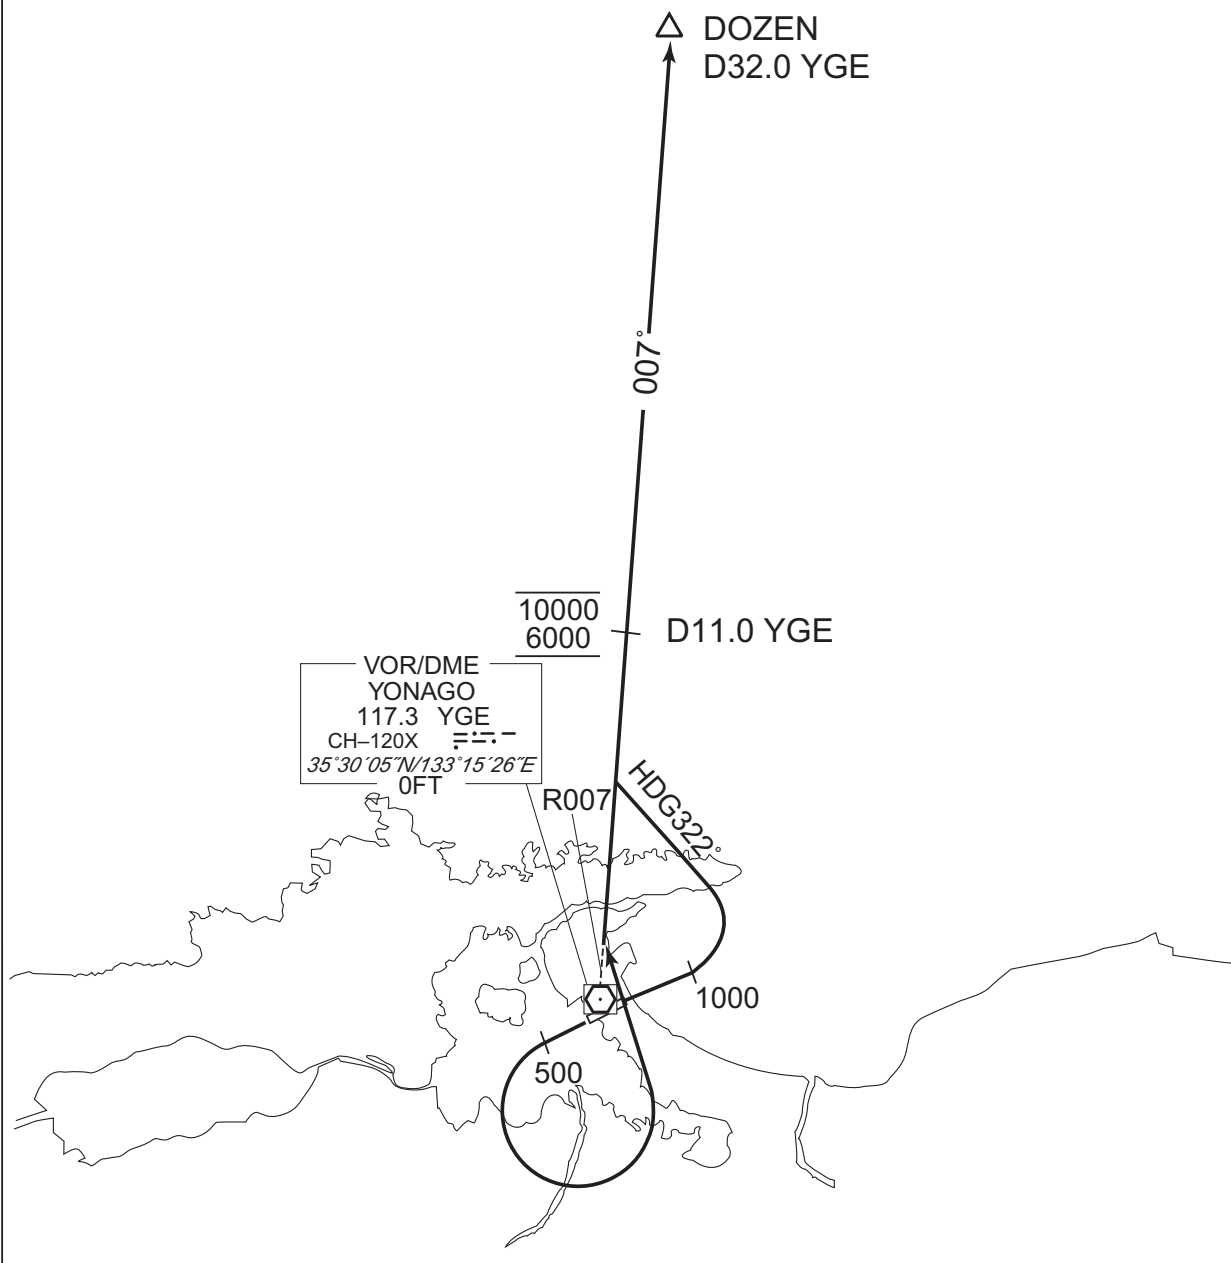 DOZEN
D32.0 YGE
007°
10000
6000
D11.0 YGE
VOR/DME
YONAGO
117.3 YGE
CH–120X
35°30´05˝N/133°15´26˝E
0FT
R007
HDG322°
1000
500